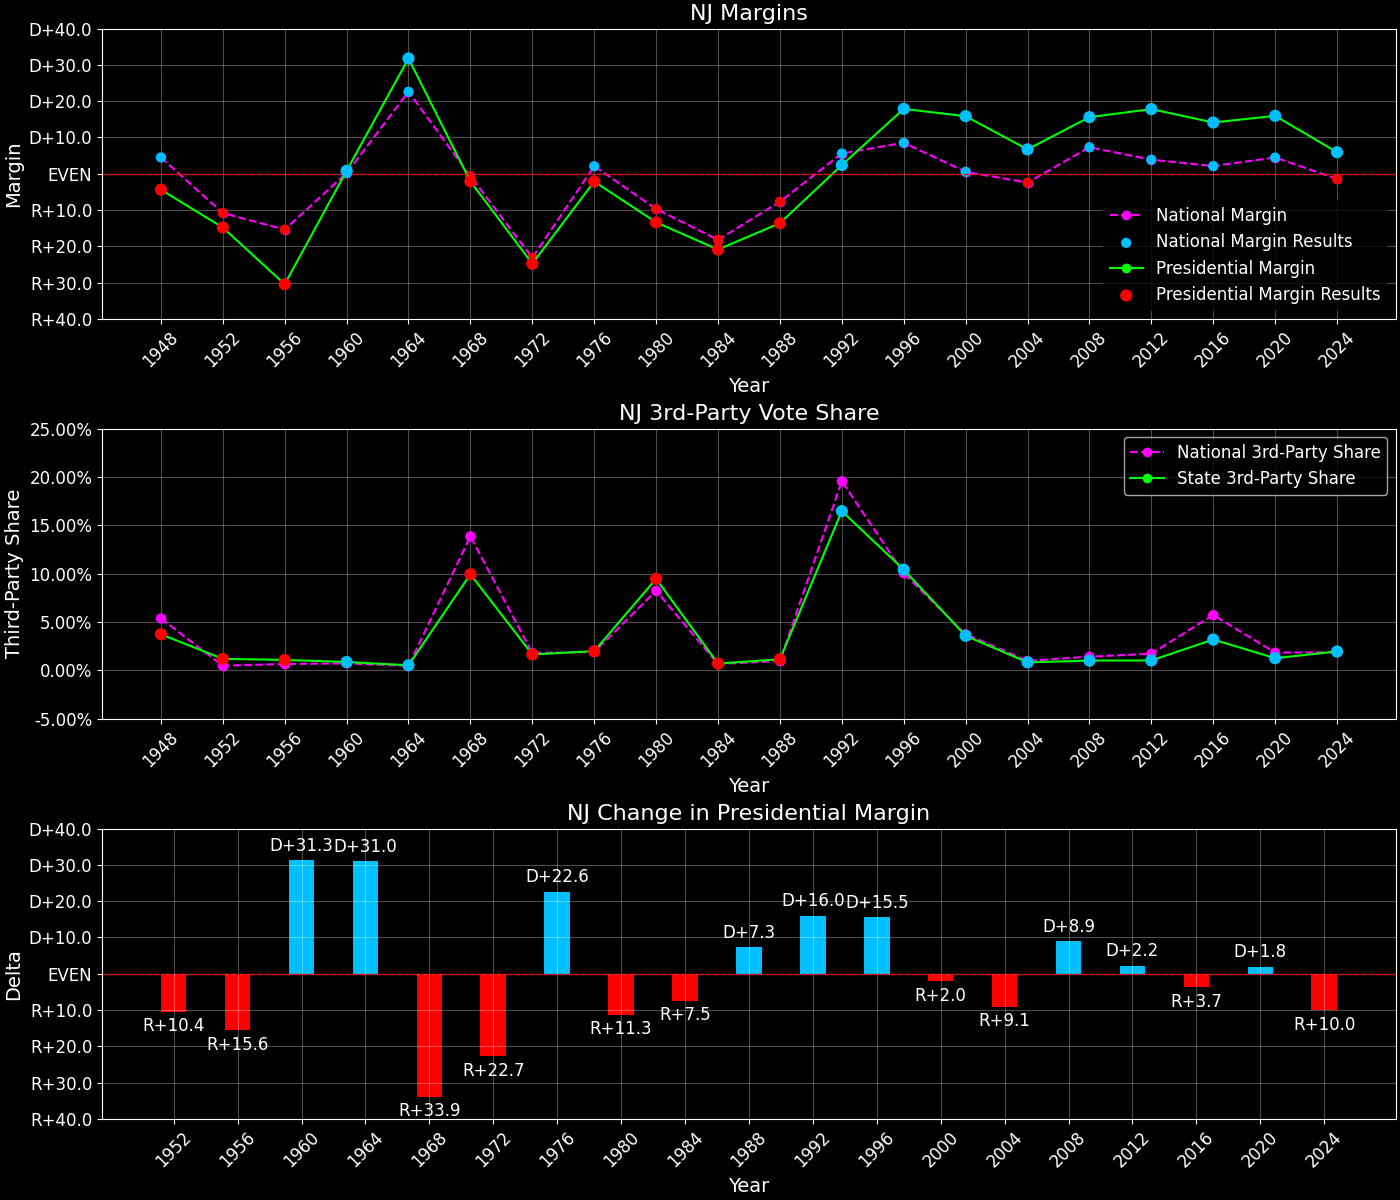 NJ Margins
D+40.0
D+30.0
D+20.0
D+10.0
EVEN
R+10.0
R+20.0
R+30.0
R+40.0
Margin
National Margin
National Margin Results
Presidential Margin
Presidential Margin Results
1948 1952 1956 1960 1964 1968 1972 1976 1980 1984 1988 1992 1996 2000 2004 2008 2012 2016 2020 2024
Year
NJ 3rd-Party Vote Share
25.00%
20.00%
15.00%
10.00%
5.00%
0.00%
-5.00%
Third-Party Share
National 3rd-Party Share
State 3rd-Party Share
1948 1952 1956 1960 1964 1968 1972 1976 1980 1984 1988 1992 1996 2000 2004 2008 2012 2016 2020 2024
Year
NJ Change in Presidential Margin
D+40.0
D+30.0
D+20.0
D+10.0
EVEN
R+10.0
R+20.0
R+30.0
R+40.0
Delta
R+10.4
R+15.6
D+31.3
D+31.0
R+33.9
R+22.7
D+22.6
R+11.3
R+7.5
D+7.3
D+16.0
D+15.5
R+2.0
R+9.1
D+8.9
D+2.2
R+3.7
D+1.8
R+10.0
1952 1956 1960 1964 1968 1972 1976 1980 1984 1988 1992 1996 2000 2004 2008 2012 2016 2020 2024
Year